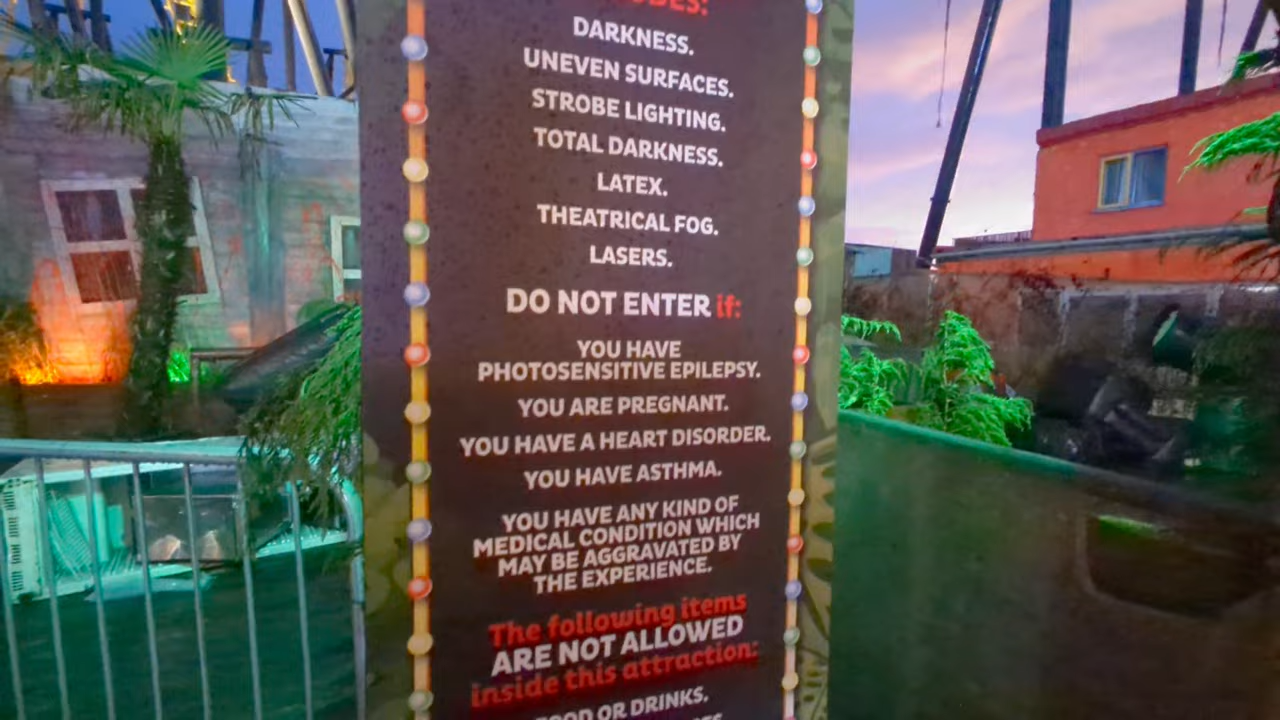 DARKNESS.
UNEVEN SURFACES.
STROBE LIGHTING.
TOTAL DARKNESS.
LATEX.
THEATRICAL FOG.
LASERS.
DO NOT ENTER if:
YOU HAVE
PHOTOSENSITIVE EPILEPSY.
YOU ARE PREGNANT.
YOU HAVE A HEART DISORDER.
YOU HAVE ASTHMA.
YOU HAVE ANY KIND OF
MEDICAL CONDITION WHICH
MAY BE AGGRAVATED BY
THE EXPERIENCE.
The following items
ARE NOT ALLOWED
inside this attraction:
FOOD OR DRINKS.